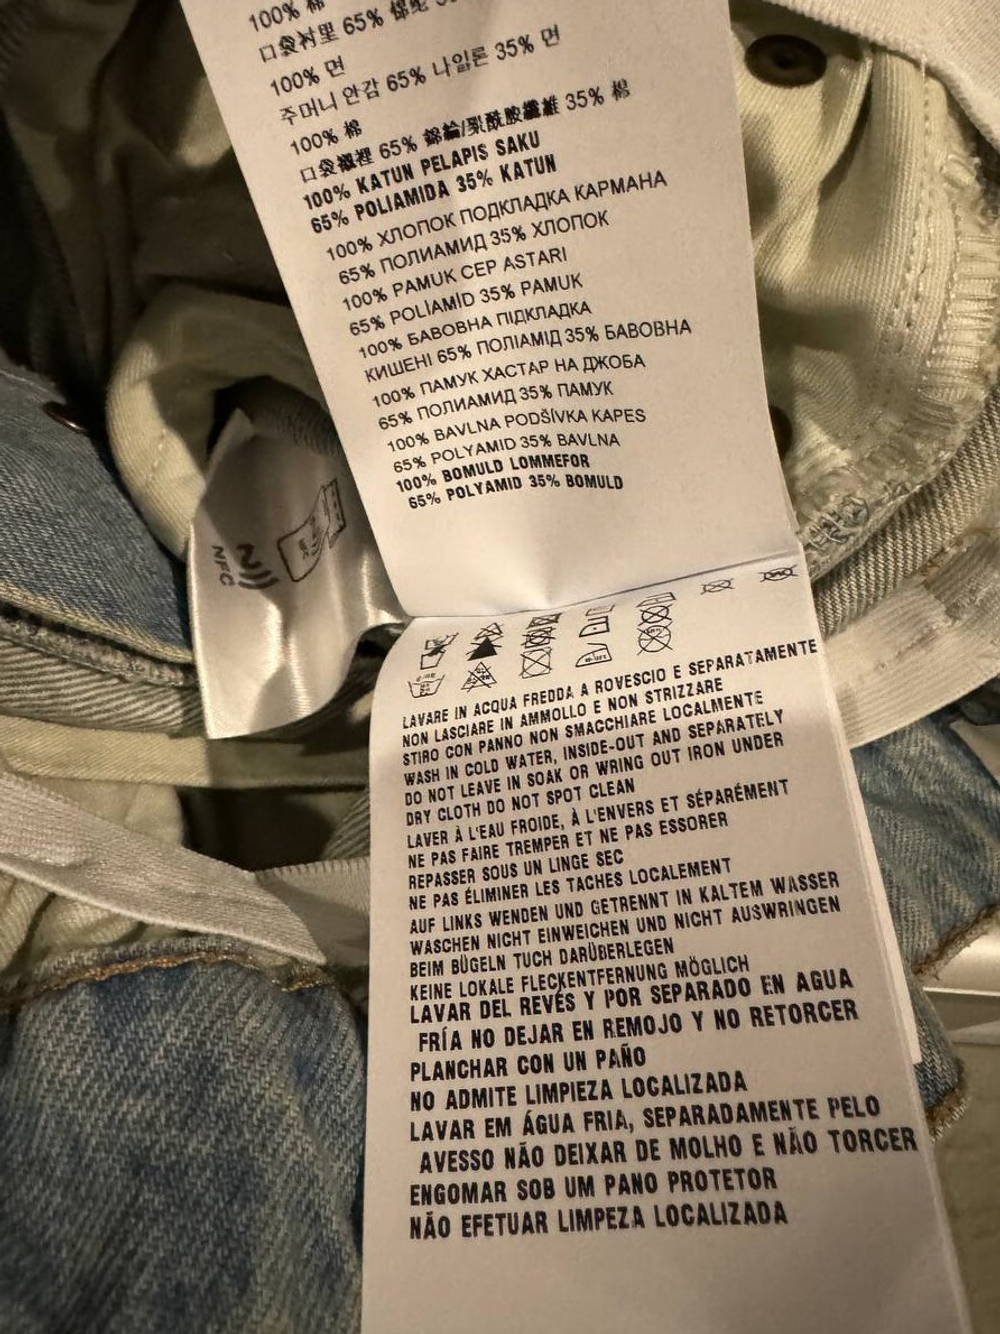 100% 棉
口袋衬里 65% 锦纶
100% 면
주머니 안감 65% 나일론 35% 면
100% 棉
口袋襯裡 65% 錦綸/聚酰胺纖維 35% 棉
100% KATUN PELAPIS SAKU
65% POLIAMIDA 35% KATUN
100% ХЛОПОК ПОДКЛАДКА КАРМАНА
65% ПОЛИАМИД 35% ХЛОПОК
100% PAMUK CEP ASTARI
65% POLİAMİD 35% PAMUK
100% БАВОВНА ПІДКЛАДКА
КИШЕНІ 65% ПОЛІАМІД 35% БАВОВНА
100% ПАМУК ХАСТАР НА ДЖОБА
65% ПОЛИАМИД 35% ПАМУК
100% BAVLNA PODŠÍVKA KAPES
65% POLYAMID 35% BAVLNA
100% BOMULD LOMMEFOR
65% POLYAMID 35% BOMULD
NFC
LAVARE IN ACQUA FREDDA A ROVESCIO E SEPARATAMENTE
NON LASCIARE IN AMMOLLO E NON STRIZZARE
STIRO CON PANNO NON SMACCHIARE LOCALMENTE
WASH IN COLD WATER, INSIDE-OUT AND SEPARATELY
DO NOT LEAVE IN SOAK OR WRING OUT IRON UNDER
DRY CLOTH DO NOT SPOT CLEAN
LAVER À L'EAU FROIDE, À L'ENVERS ET SÉPARÉMENT
NE PAS FAIRE TREMPER ET NE PAS ESSORER
REPASSER SOUS UN LINGE SEC
NE PAS ÉLIMINER LES TACHES LOCALEMENT
AUF LINKS WENDEN UND GETRENNT IN KALTEM WASSER
WASCHEN NICHT EINWEICHEN UND NICHT AUSWRINGEN
BEIM BÜGELN TUCH DARÜBERLEGEN
KEINE LOKALE FLECKENTFERNUNG MÖGLICH
LAVAR DEL REVÉS Y POR SEPARADO EN AGUA
FRÍA NO DEJAR EN REMOJO Y NO RETORCER
PLANCHAR CON UN PAÑO
NO ADMITE LIMPIEZA LOCALIZADA
LAVAR EM ÁGUA FRIA, SEPARADAMENTE PELO
AVESSO NÃO DEIXAR DE MOLHO E NÃO TORCER
ENGOMAR SOB UM PANO PROTETOR
NÃO EFETUAR LIMPEZA LOCALIZADA